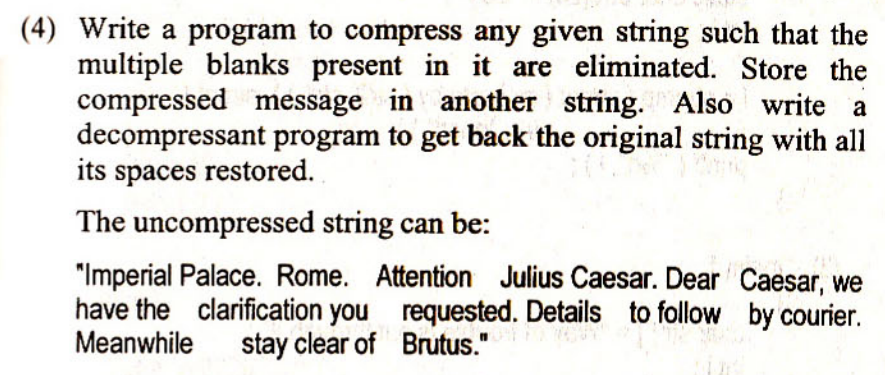 (4) Write a program to compress any given string such that the
multiple blanks present in it are eliminated. Store the
compressed message in another string. Also write a
decompressant program to get back the original string with all
its spaces restored.
The uncompressed string can be:
"Imperial Palace. Rome. Attention Julius Caesar. Dear Caesar, we
have the clarification you requested. Details to follow by courier.
Meanwhile stay clear of Brutus."